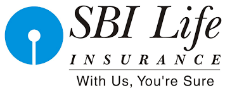 SBI Life
INSURANCE
With Us, You're Sure